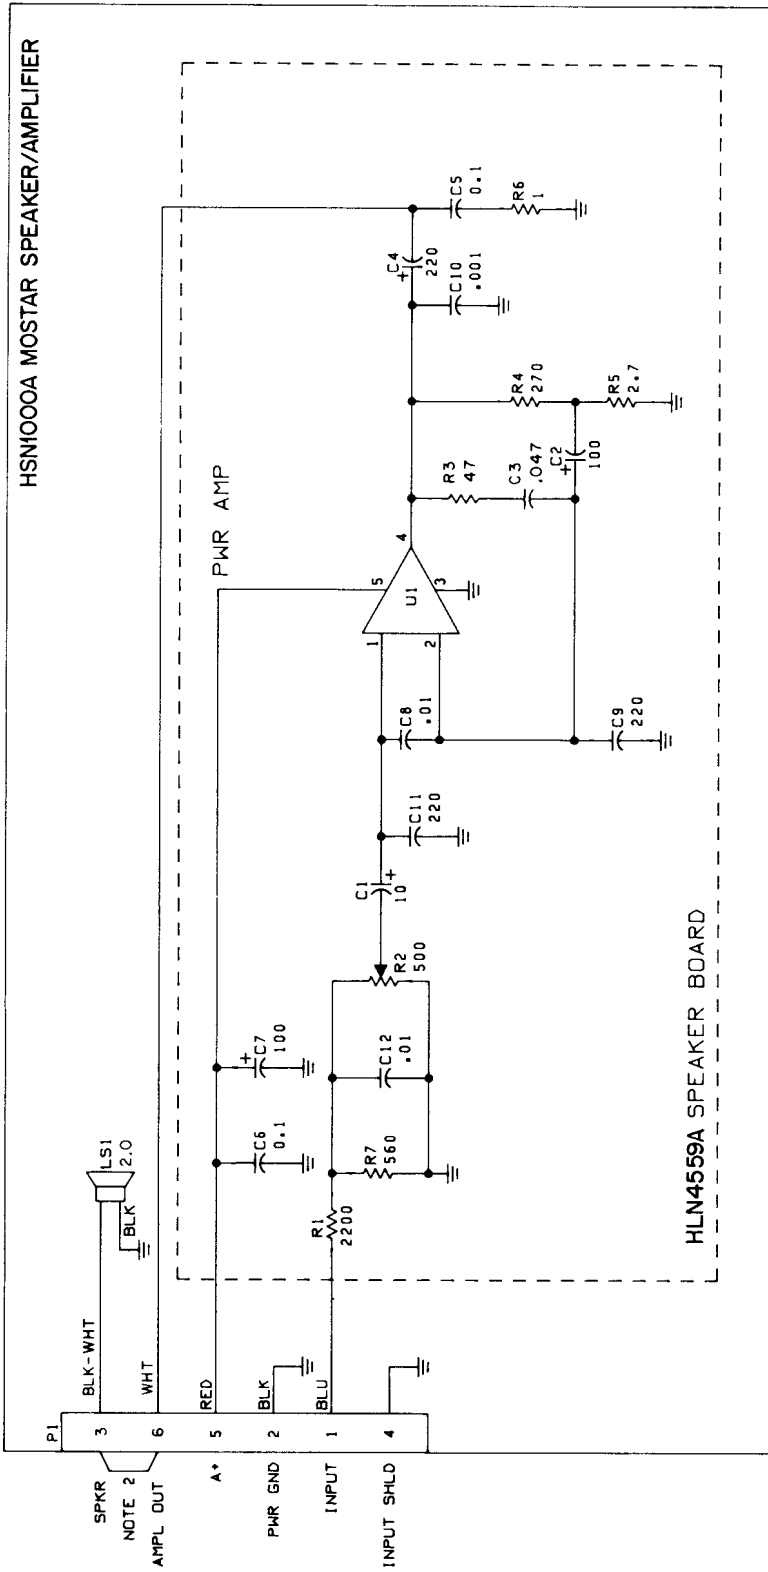 HSN1000A MOSTAR SPEAKER/AMPLIFIER
P1
SPKR
3
BLK-WHT
LS1
2.0
BLK
NOTE 2
AMPL OUT
6
WHT
A+
5
RED
PWR GND
2
BLK
INPUT
1
BLU
INPUT SHLD
4
R1
2200
C6
0.1
+
C7
100
R7
560
C12
.01
R2
500
C1
+
10
C11
220
C8
.01
C9
220
PWR AMP
U1
1
2
3
4
5
R3
47
C3
.047
+
C2
100
R4
270
R5
2.7
C4
+
220
C10
.001
C5
0.1
R6
1
HLN4559A SPEAKER BOARD